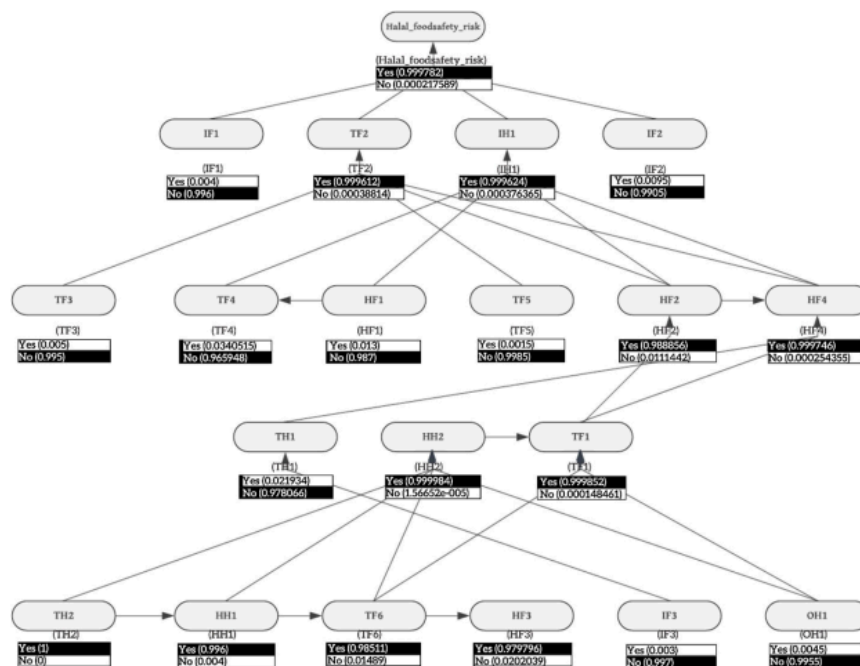 Halal_foodsafety_risk
(Halal_foodsafety_risk)
Yes (0.999782)
No (0.000217589)
IF1
TF2
IH1
IF2
(IF1)
(TF2)
(IH1)
(IF2)
Yes (0.004)
Yes (0.999612)
Yes (0.999624)
Yes (0.0095)
No (0.996)
No (0.00038814)
No (0.000376365)
No (0.9905)
TF3
TF4
HF1
TF5
HF2
HF4
(TF3)
(TF4)
(HF1)
(TF5)
(HF2)
(HF4)
Yes (0.005)
Yes (0.0340515)
Yes (0.013)
Yes (0.0015)
Yes (0.988856)
Yes (0.999746)
No (0.995)
No (0.965948)
No (0.987)
No (0.9985)
No (0.0111442)
No (0.000254355)
TH1
HH2
TF1
(TH1)
(HH2)
(TF1)
Yes (0.021934)
Yes (0.999984)
Yes (0.999852)
No (0.978066)
No (1.56652e-005)
No (0.000148461)
TH2
HH1
TF6
HF3
IF3
OH1
(TH2)
(HH1)
(TF6)
(HF3)
(IF3)
(OH1)
Yes (1)
Yes (0.996)
Yes (0.98511)
Yes (0.979796)
Yes (0.003)
Yes (0.0045)
No (0)
No (0.004)
No (0.01489)
No (0.0202039)
No (0.997)
No (0.9955)